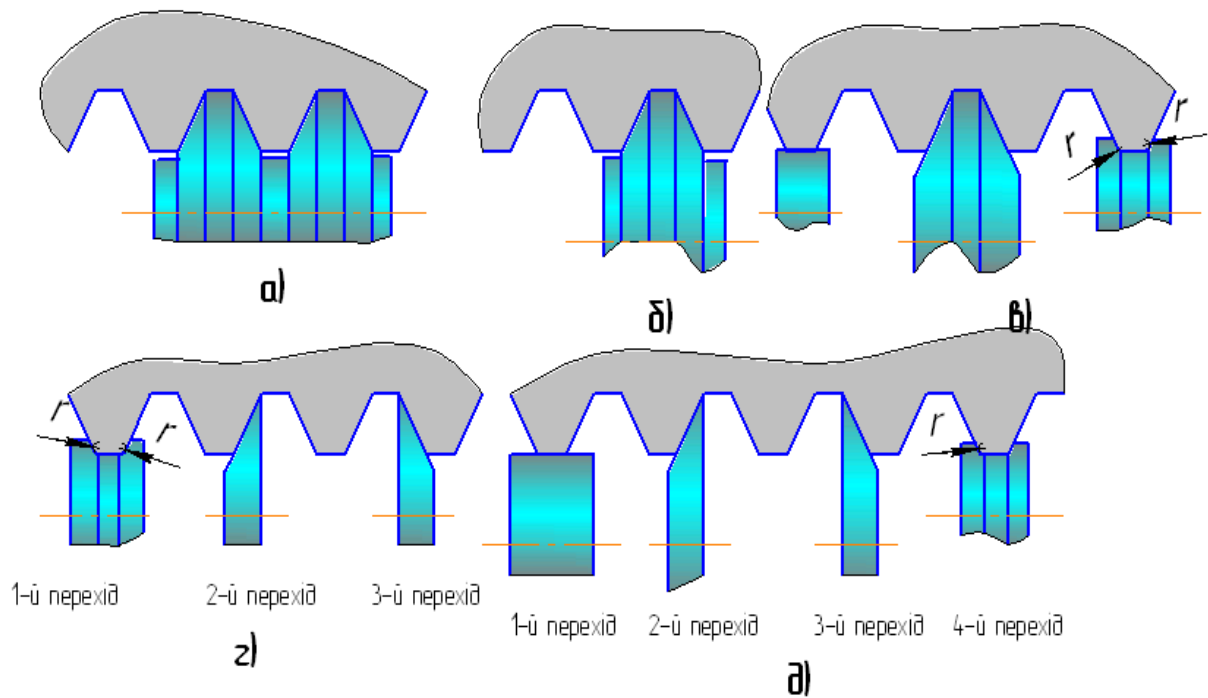 r
r
а)
б)
в)
r
r
r
1-й перехід
2-й перехід
3-й перехід
1-й перехід
2-й перехід
3-й перехід
4-й перехід
г)
д)